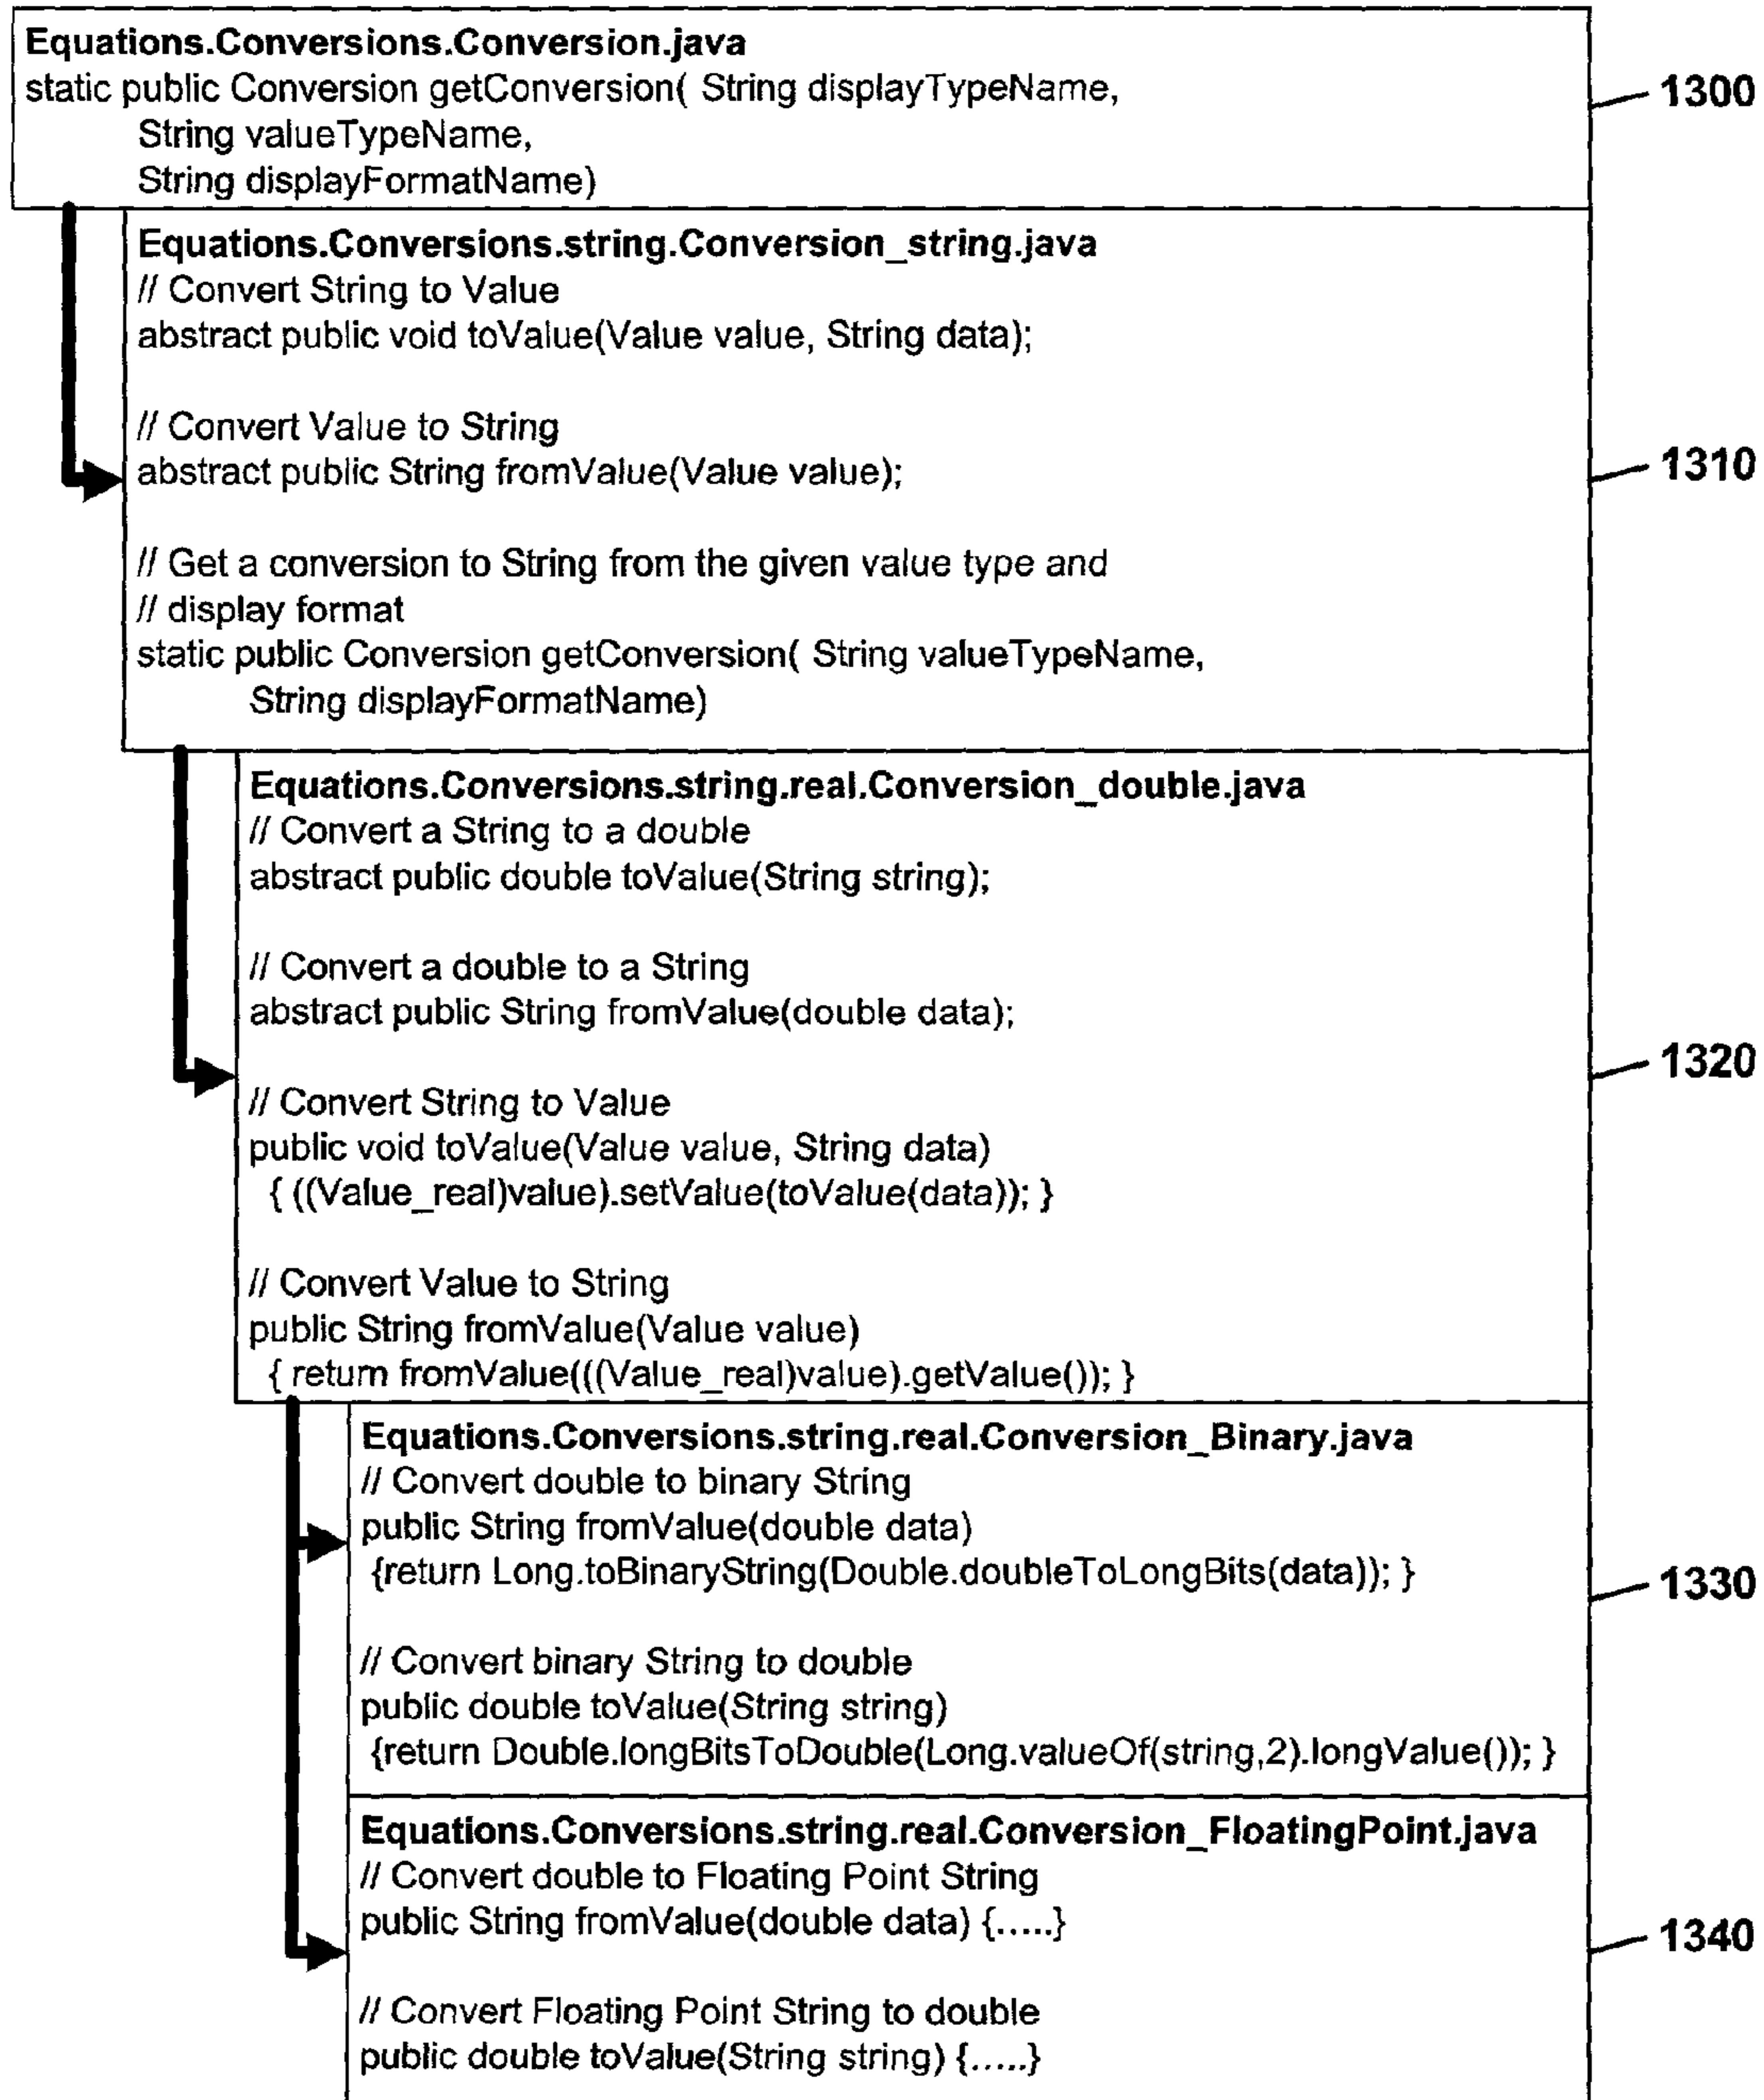 Equations.Conversions.Conversion.java
static public Conversion getConversion( String displayTypeName,
String valueTypeName,
String displayFormatName)
1300
Equations.Conversions.string.Conversion_string.java
// Convert String to Value
abstract public void toValue(Value value, String data);
// Convert Value to String
abstract public String fromValue(Value value);
1310
// Get a conversion to String from the given value type and
// display format
static public Conversion getConversion( String valueTypeName,
String displayFormatName)
Equations.Conversions.string.real.Conversion_double.java
// Convert a String to a double
abstract public double toValue(String string);
// Convert a double to a String
abstract public String fromValue(double data);
1320
// Convert String to Value
public void toValue(Value value, String data)
{ ((Value_real)value).setValue(toValue(data)); }
// Convert Value to String
public String fromValue(Value value)
{ return fromValue(((Value_real)value).getValue()); }
Equations.Conversions.string.real.Conversion_Binary.java
// Convert double to binary String
public String fromValue(double data)
{return Long.toBinaryString(Double.doubleToLongBits(data)); }
1330
// Convert binary String to double
public double toValue(String string)
{return Double.longBitsToDouble(Long.valueOf(string,2).longValue()); }
Equations.Conversions.string.real.Conversion_FloatingPoint.java
// Convert double to Floating Point String
public String fromValue(double data) {.....}
1340
// Convert Floating Point String to double
public double toValue(String string) {.....}